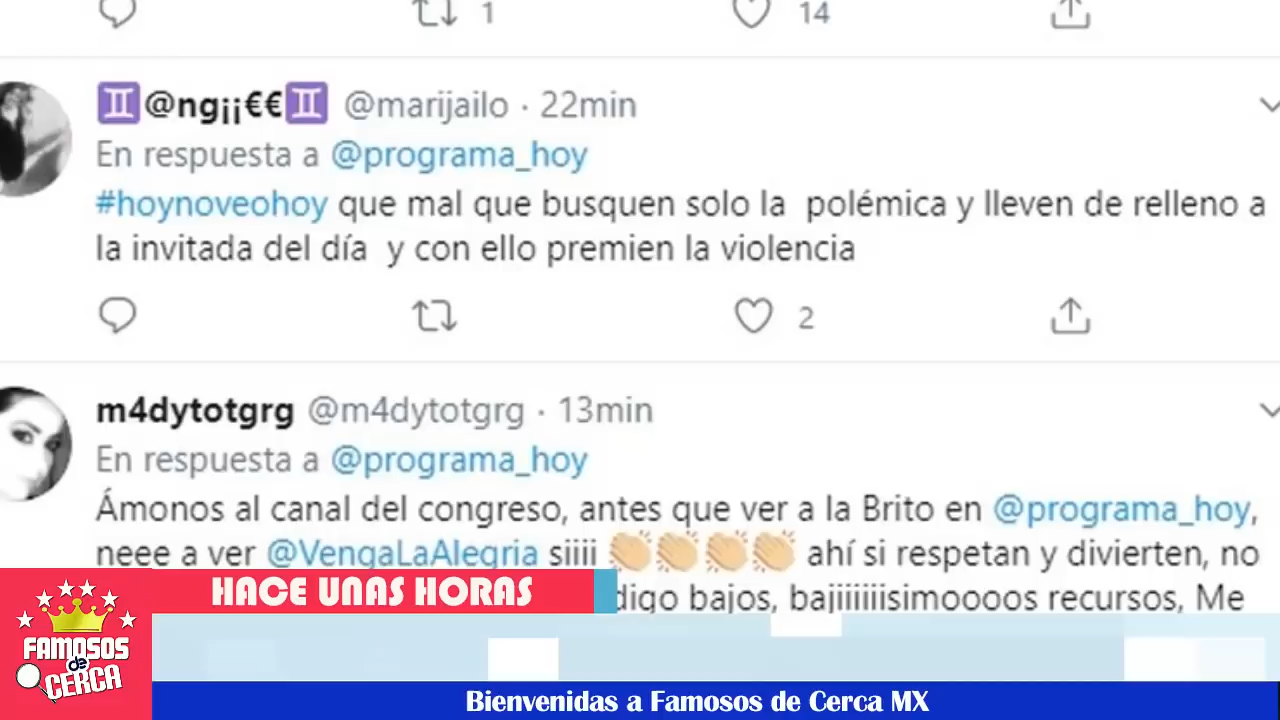 1
14
♊@ng¡¡€€♊ @marijailo · 22min
En respuesta a @programa_hoy
#hoynoveohoy que mal que busquen solo la polémica y lleven de relleno a
la invitada del día y con ello premien la violencia
2
m4dytotgrg @m4dytotgrg · 13min
En respuesta a @programa_hoy
Ámonos al canal del congreso, antes que ver a la Brito en @programa_hoy,
neee a ver @VengaLaAlegria siiii 👏🏼👏🏼👏🏼👏🏼 ahí si respetan y divierten, no
digo bajos, bajiiiiiisimoooos recursos, Me
HACE UNAS HORAS
FAMOSOS
de
CERCA
Bienvenidas a Famosos de Cerca MX